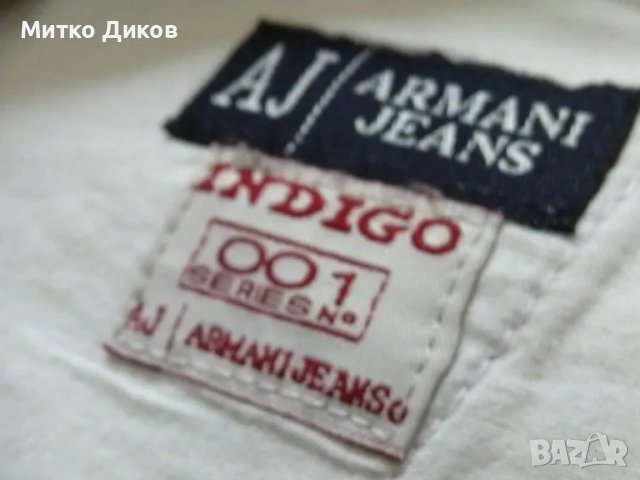 Митко Диков
AJ ARMANI
JEANS
INDIGO
001
SERIES No
AJ | ARMANI JEANS
BAZAR